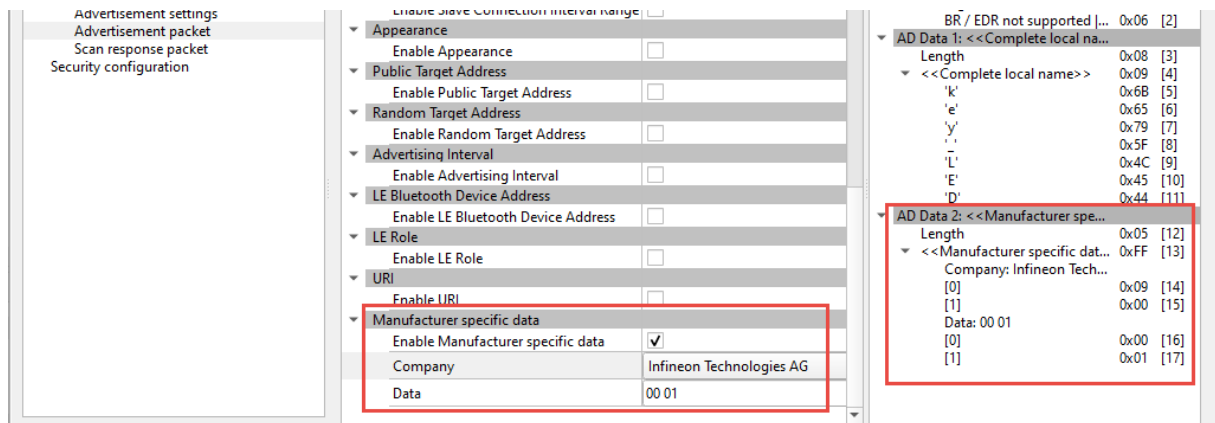 Advertisement settings
Advertisement packet
Scan response packet
Security configuration
Enable Slave Connection Interval Range
Appearance
Enable Appearance
Public Target Address
Enable Public Target Address
Random Target Address
Enable Random Target Address
Advertising Interval
Enable Advertising Interval
LE Bluetooth Device Address
Enable LE Bluetooth Device Address
LE Role
Enable LE Role
URI
Enable URI
Manufacturer specific data
Enable Manufacturer specific data
Company Infineon Technologies AG
Data 00 01
BR / EDR not supported |... 0x06 [2]
AD Data 1: <<Complete local na...
Length 0x08 [3]
<<Complete local name>> 0x09 [4]
'k' 0x6B [5]
'e' 0x65 [6]
'y' 0x79 [7]
'_' 0x5F [8]
'L' 0x4C [9]
'E' 0x45 [10]
'D' 0x44 [11]
AD Data 2: <<Manufacturer spe...
Length 0x05 [12]
<<Manufacturer specific dat... 0xFF [13]
Company: Infineon Tech...
[0] 0x09 [14]
[1] 0x00 [15]
Data: 00 01
[0] 0x00 [16]
[1] 0x01 [17]